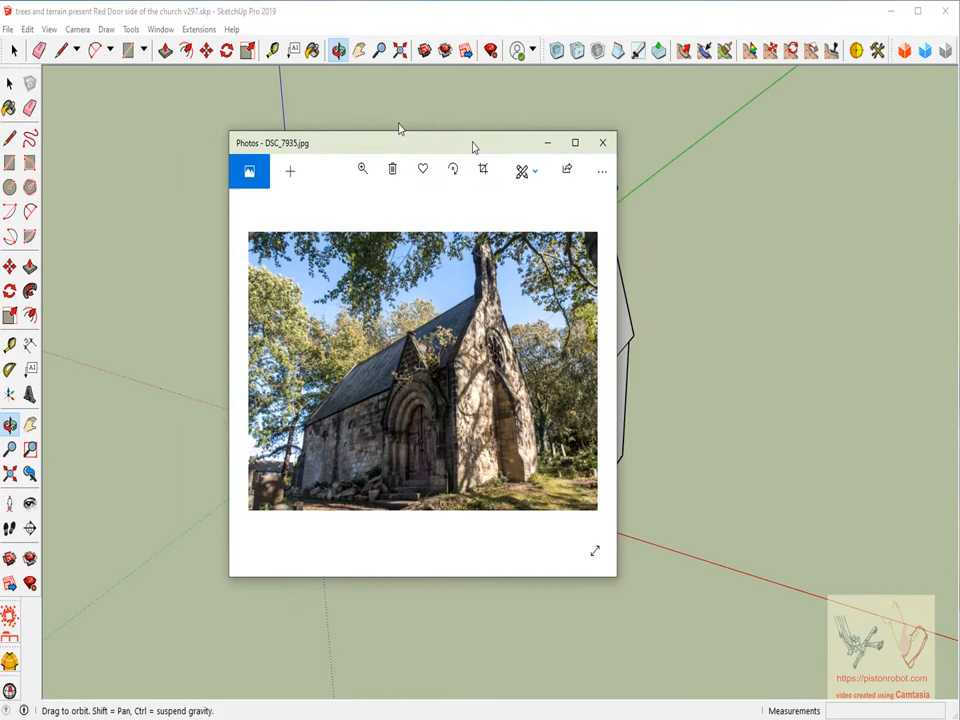 trees and terrain present Red Door side of the church v297.skp - SketchUp Pro 2019
File Edit View Camera Draw Tools Window Extensions Help
Photos - DSC_7935.jpg
https://pistonrobot.com
video created using Camtasia
Drag to orbit. Shift = Pan, Ctrl = suspend gravity.
Measurements